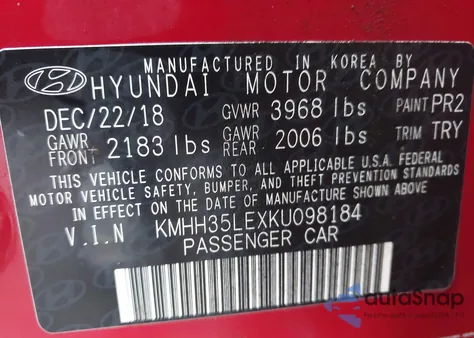 MANUFACTURED IN KOREA BY
HYUNDAI MOTOR COMPANY
DEC/22/18 GVWR 3968 lbs PAINT PR2
GAWR FRONT 2183 lbs GAWR REAR 2006 lbs TRIM TRY
THIS VEHICLE CONFORMS TO ALL APPLICABLE U.S.A. FEDERAL
MOTOR VEHICLE SAFETY, BUMPER, AND THEFT PREVENTION STANDARDS
IN EFFECT ON THE DATE OF MANUFACTURE SHOWN ABOVE
V.I.N KMHH35LEXKU098184
PASSENGER CAR
autoSnap